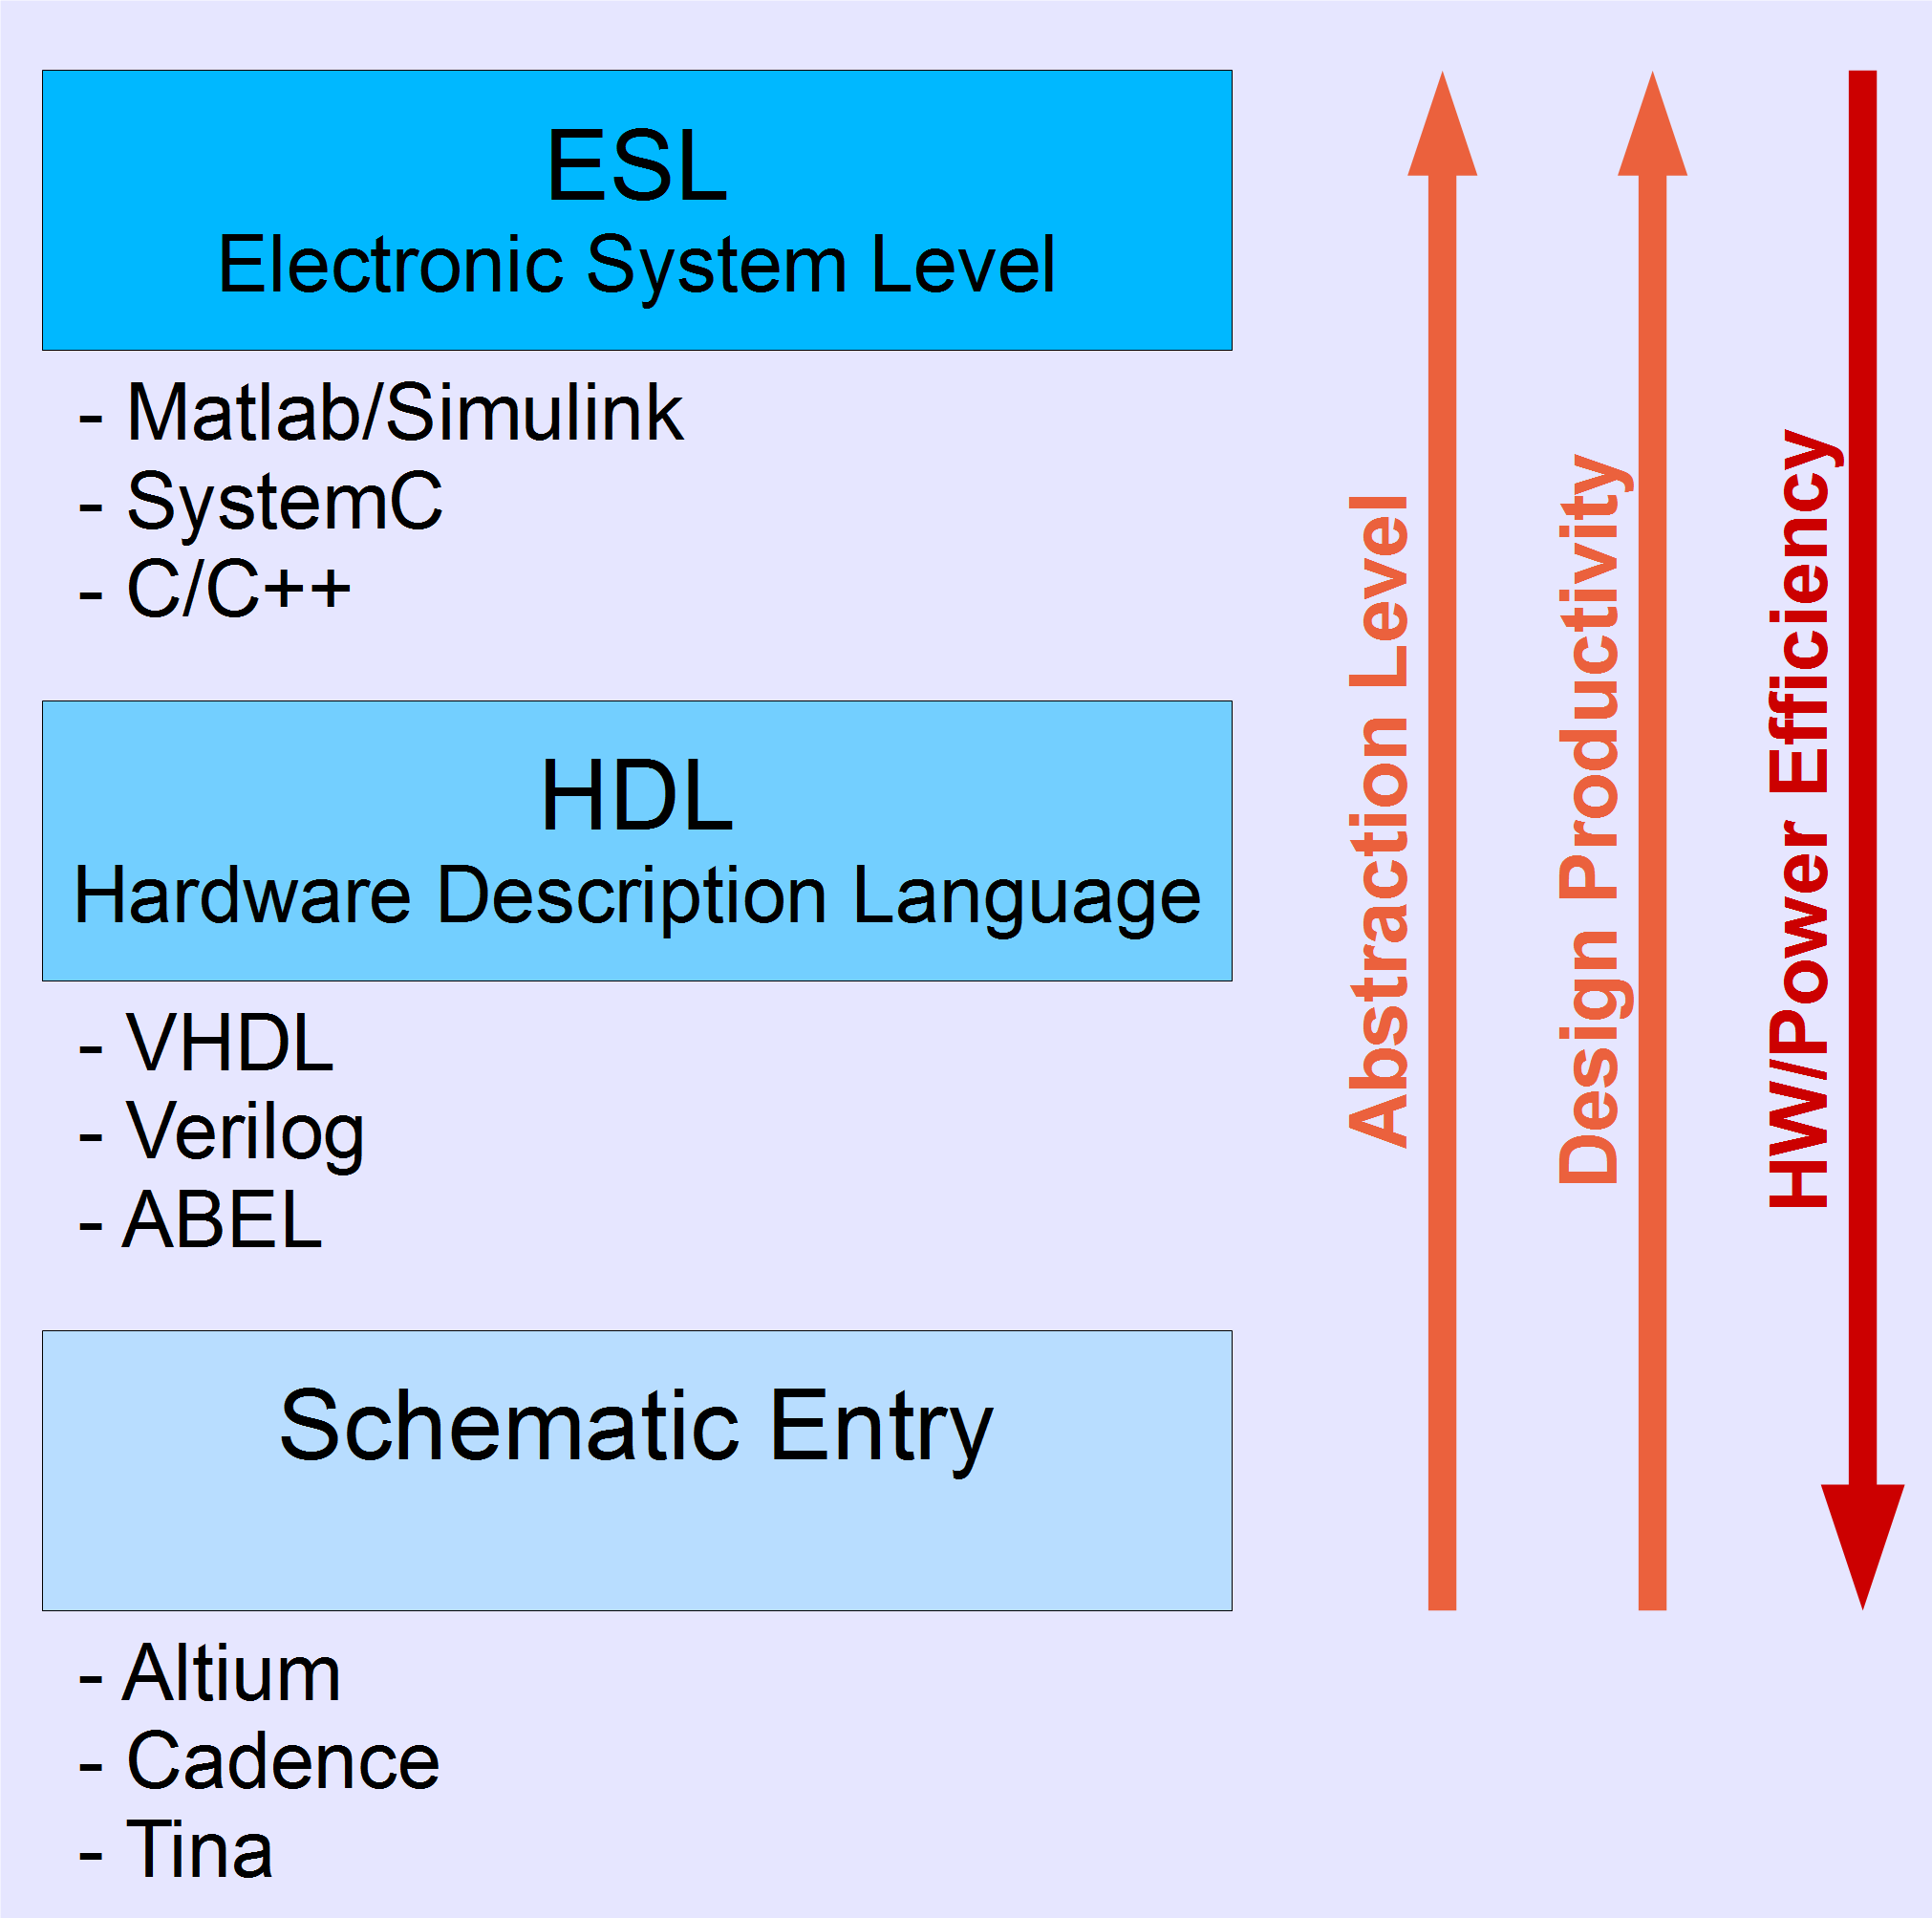 ESL
Electronic System Level
- Matlab/Simulink
- SystemC
- C/C++
HDL
Hardware Description Language
- VHDL
- Verilog
- ABEL
Schematic Entry
- Altium
- Cadence
- Tina
Abstraction Level
Design Productivity
HW/Power Efficiency